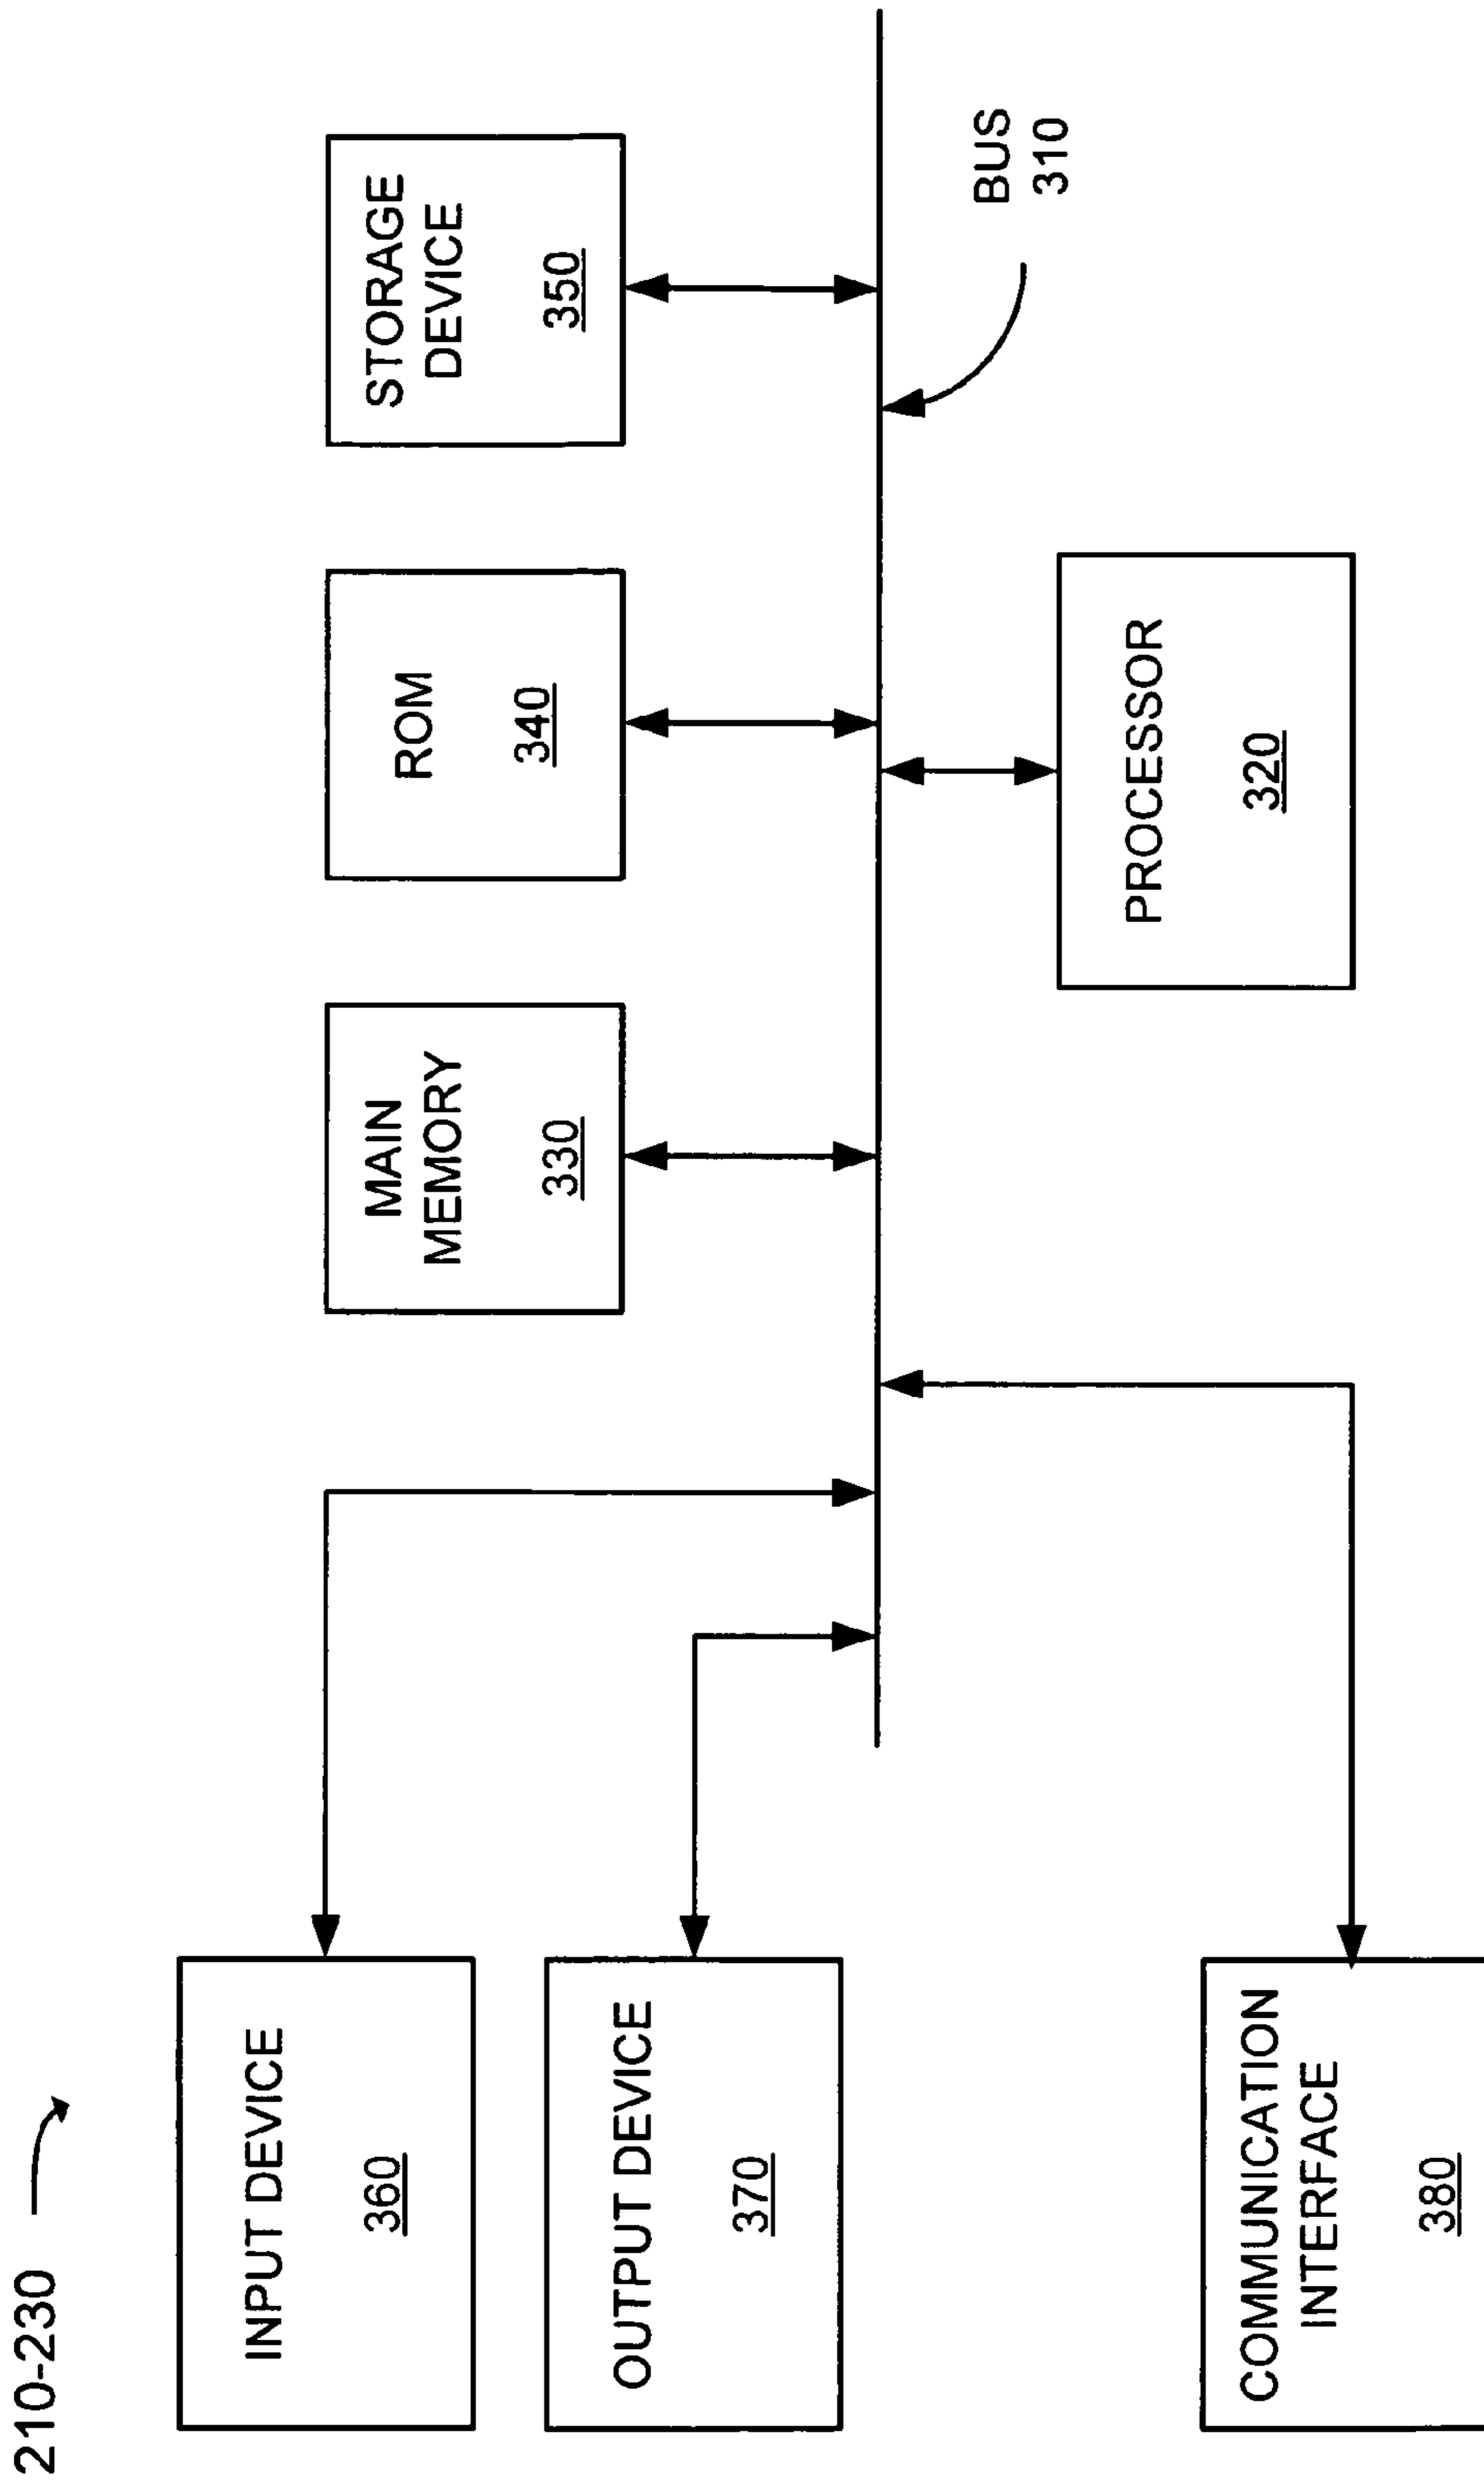 210-230
INPUT DEVICE
360
OUTPUT DEVICE
370
COMMUNICATION
INTERFACE
380
MAIN
MEMORY
330
ROM
340
STORAGE
DEVICE
350
BUS
310
PROCESSOR
320